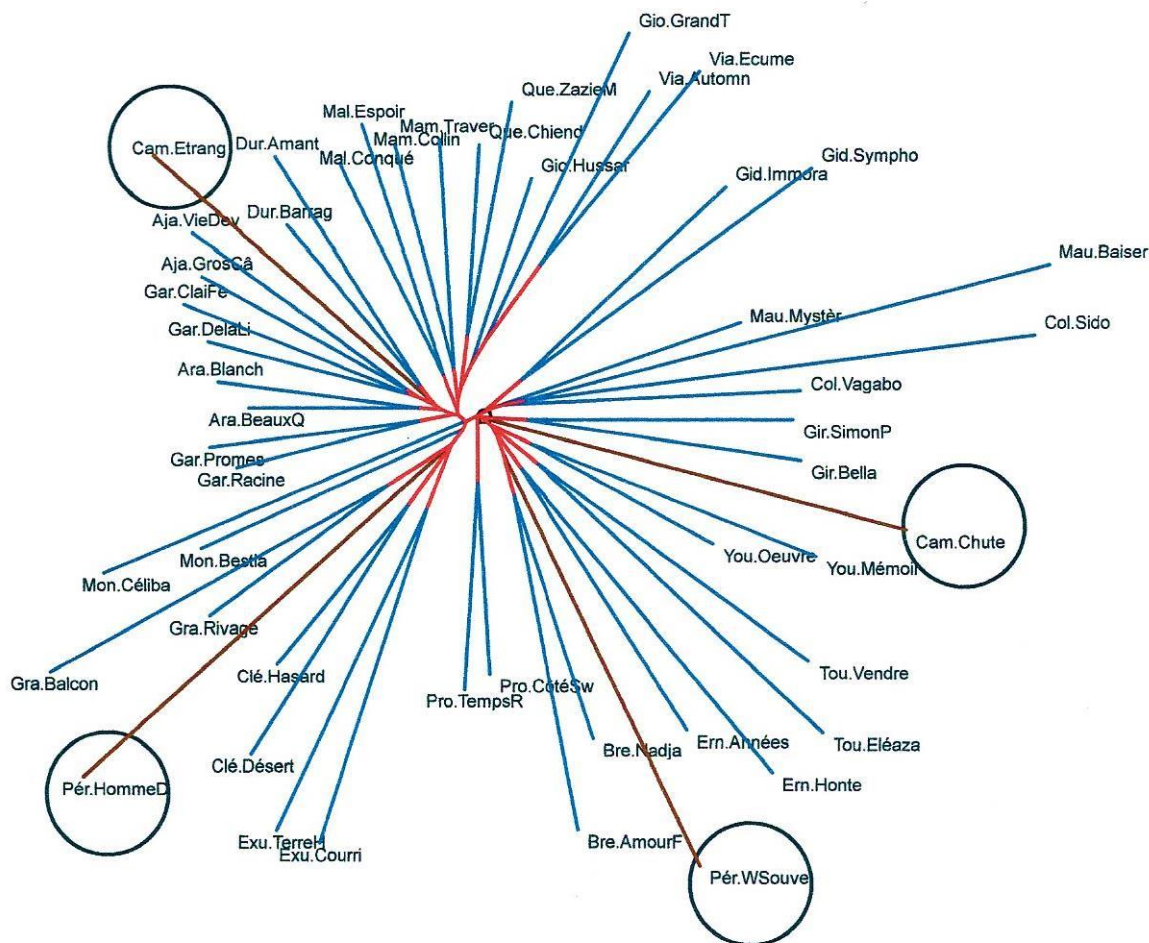 Gio.GrandT
Via.Ecume
Via.Automn
Que.ZazieM
Mal.Espoir
Mam.Traver
Que.Chiend
Mam.Collin
Cam.Etrang
Dur.Amant
Mal.Conqué
Gio.Hussar
Gid.Sympho
Gid.Immora
Aja.VieDev
Dur.Barrag
Mau.Baiser
Aja.GrosCâ
Gar.ClaiFe
Mau.Mystèr
Col.Sido
Gar.DelaLi
Ara.Blanch
Col.Vagabo
Ara.BeauxQ
Gir.SimonP
Gar.Promes
Gar.Racine
Gir.Bella
Cam.Chute
Mon.Bestia
You.Oeuvre
You.Mémoil
Mon.Céliba
Gra.Rivage
Clé.Hasard
Tou.Vendre
Gra.Balcon
Pro.CôtéSw
Pro.TempsR
Tou.Eléaza
Ern.Années
Bre.Nadja
Clé.Désert
Pér.HommeD
Ern.Honte
Exu.TerreH
Exu.Courri
Bre.AmourF
Pér.WSouve